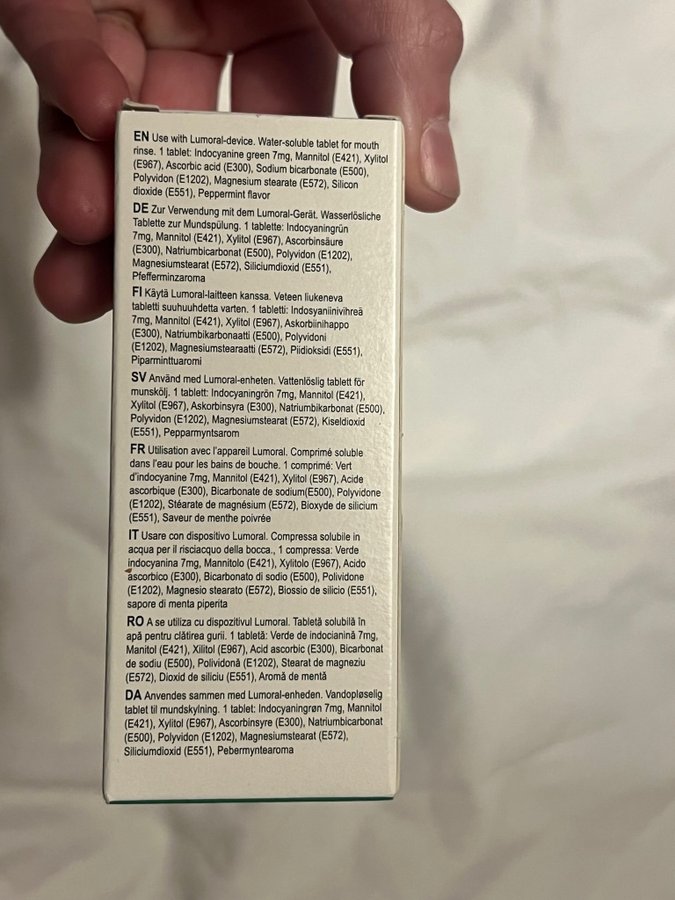 EN Use with Lumoral-device. Water-soluble tablet for mouth
rinse. 1 tablet: Indocyanine green 7mg, Mannitol (E421), Xylitol
(E967), Ascorbic acid (E300), Sodium bicarbonate (E500),
Polyvidon (E1202), Magnesium stearate (E572), Silicon
dioxide (E551), Peppermint flavor
DE Zur Verwendung mit dem Lumoral-Gerät. Wasserlösliche
Tablette zur Mundspülung. 1 tablette: Indocyaningrün
7mg, Mannitol (E421), Xylitol (E967), Ascorbinsäure
(E300), Natriumbicarbonat (E500), Polyvidon (E1202),
Magnesiumstearat (E572), Siliciumdioxid (E551),
Pfefferminzaroma
FI Käytä Lumoral-laitteen kanssa. Veteen liukeneva
tabletti suuhuuhdetta varten. 1 tabletti: Indosyaniinivihreä
7mg, Mannitol (E421), Xylitol (E967), Askorbiinihappo
(E300), Natriumbikarbonaatti (E500), Polyvidoni
(E1202), Magnesiumstearaatti (E572), Piidioksidi (E551),
Piparminttuaromi
SV Använd med Lumoral-enheten. Vattenlöslig tablett för
munskölj. 1 tablett: Indocyaningrön 7mg, Mannitol (E421),
Xylitol (E967), Askorbinsyra (E300), Natriumbikarbonat (E500),
Polyvidon (E1202), Magnesiumstearat (E572), Kiseldioxid
(E551), Pepparmyntsarom
FR Utilisation avec l'appareil Lumoral. Comprimé soluble
dans l'eau pour les bains de bouche. 1 comprimé: Vert
d'indocyanine 7mg, Mannitol (E421), Xylitol (E967), Acide
ascorbique (E300), Bicarbonate de sodium(E500), Polyvidone
(E1202), Stéarate de magnésium (E572), Bioxyde de silicium
(E551), Saveur de menthe poivrée
IT Usare con dispositivo Lumoral. Compressa solubile in
acqua per il risciacquo della bocca., 1 compressa: Verde
indocyanina 7mg, Mannitolo (E421), Xylitolo (E967), Acido
ascorbico (E300), Bicarbonato di sodio (E500), Polividone
(E1202), Magnesio stearato (E572), Biossio de silicio (E551),
sapore di menta piperita
RO A se utiliza cu dispozitivul Lumoral. Tabletă solubilă în
apă pentru clătirea gurii. 1 tabletă: Verde de indocianină 7mg,
Manitol (E421), Xilitol (E967), Acid ascorbic (E300), Bicarbonat
de sodiu (E500), Polividonă (E1202), Stearat de magneziu
(E572), Dioxid de siliciu (E551), Aromă de mentă
DA Anvendes sammen med Lumoral-enheden. Vandopløselig
tablet til mundskylning. 1 tablet: Indocyaningrøn 7mg, Mannitol
(E421), Xylitol (E967), Ascorbinsyre (E300), Natriumbicarbonat
(E500), Polyvidon (E1202), Magnesiumstearat (E572),
Siliciumdioxid (E551), Pebermyntearoma